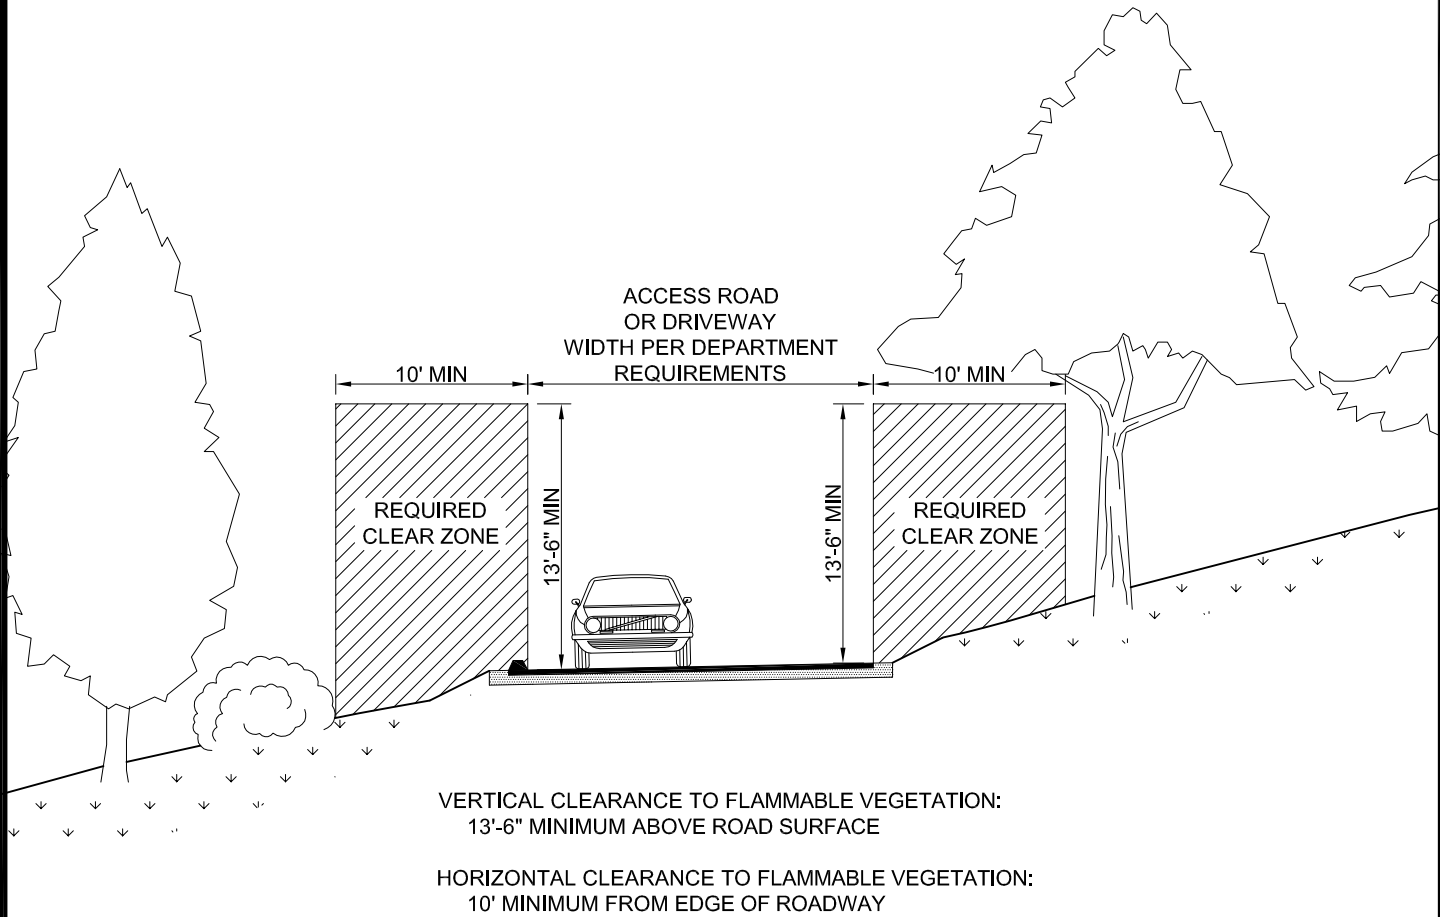 ACCESS ROAD
OR DRIVEWAY
WIDTH PER DEPARTMENT
REQUIREMENTS
10' MIN
10' MIN
13'-6" MIN
13'-6" MIN
REQUIRED
CLEAR ZONE
REQUIRED
CLEAR ZONE
VERTICAL CLEARANCE TO FLAMMABLE VEGETATION:
13'-6" MINIMUM ABOVE ROAD SURFACE
HORIZONTAL CLEARANCE TO FLAMMABLE VEGETATION:
10' MINIMUM FROM EDGE OF ROADWAY